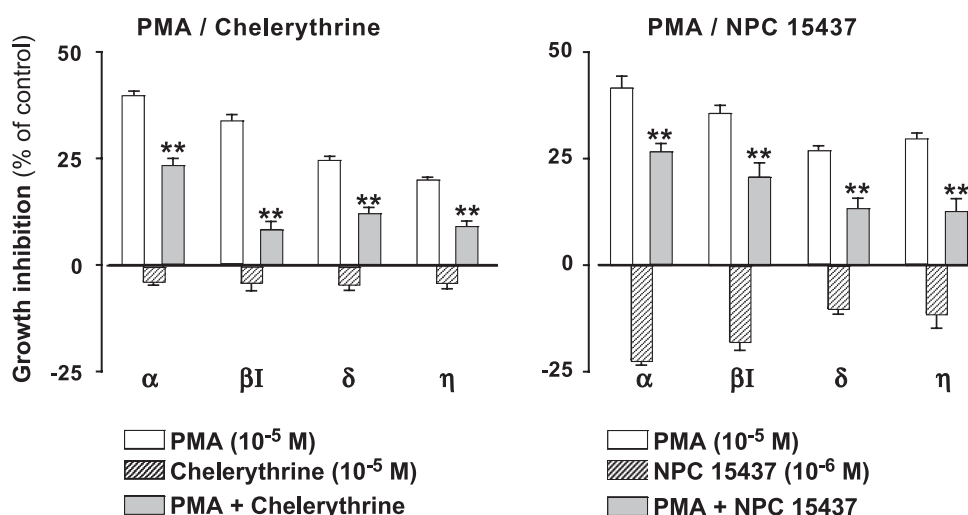 PMA / Chelerythrine
PMA / NPC 15437
Growth inhibition (% of control)
50
25
0
-25
** ** ** **
α βI δ η
PMA (10⁻⁵ M)
Chelerythrine (10⁻⁵ M)
PMA + Chelerythrine
50
25
0
-25
** ** ** **
α βI δ η
PMA (10⁻⁵ M)
NPC 15437 (10⁻⁶ M)
PMA + NPC 15437